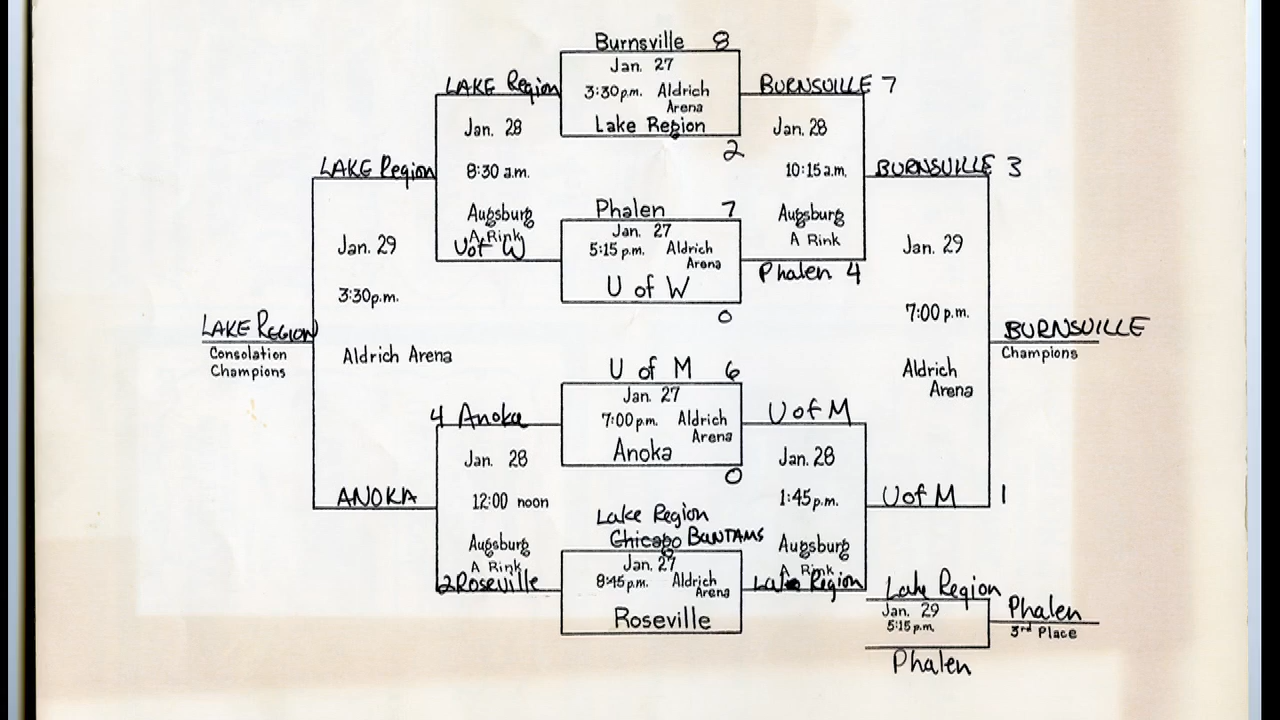 Burnsville 8
Jan. 27
3:30 p.m. Aldrich
Arena
Lake Region
2
LAKE Region
Jan. 28
8:30 a.m.
Augsburg
A Rink
U of W
BURNSVILLE 7
Jan. 28
10:15 a.m.
Augsburg
A Rink
Phalen 4
Phalen 7
Jan. 27
5:15 p.m. Aldrich
Arena
U of W
0
LAKE Region
Jan. 29
3:30 p.m.
Aldrich Arena
LAKE REGION
Consolation
Champions
ANOKA
BURNSVILLE 3
Jan. 29
7:00 p.m.
Aldrich
Arena
BURNSVILLE
Champions
U of M 1
U of M 6
Jan. 27
7:00 p.m. Aldrich
Arena
Anoka
0
4 Anoka
Jan. 28
12:00 noon
Augsburg
A Rink
2 Roseville
U of M
Jan. 28
1:45 p.m.
Augsburg
A Rink
Lake Region
Lake Region
Chicago BANTAMS
Jan. 27
8:45 p.m. Aldrich
Arena
Roseville
Lake Region
Jan. 29
5:15 p.m.
Phalen
Phalen
3rd Place